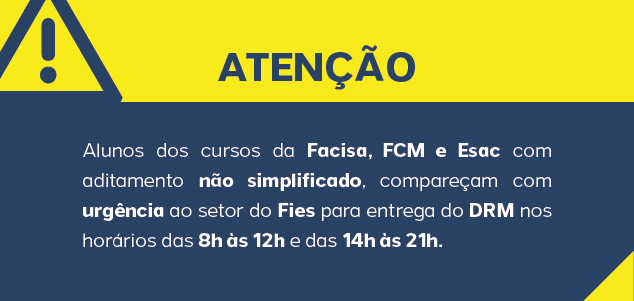 ATENÇÃO
Alunos dos cursos da Facisa, FCM e Esac com
aditamento não simplificado, compareçam com
urgência ao setor do Fies para entrega do DRM nos
horários das 8h às 12h e das 14h às 21h.